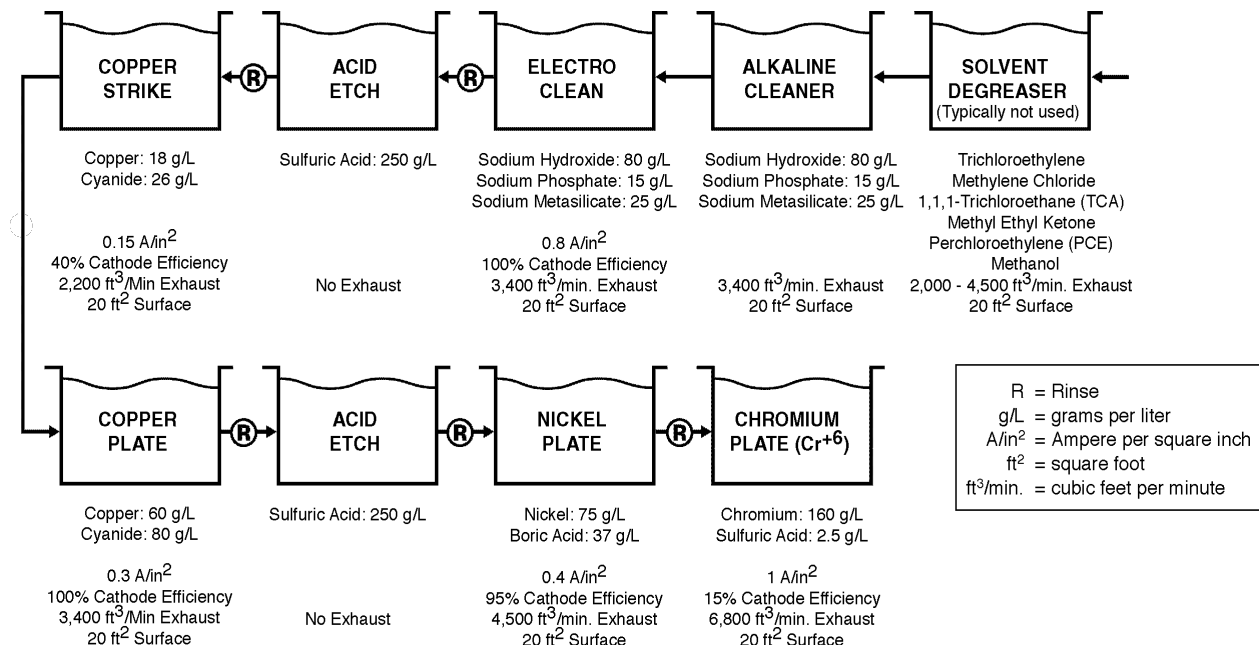 COPPER
STRIKE
R
ACID
ETCH
R
ELECTRO
CLEAN
ALKALINE
CLEANER
SOLVENT
DEGREASER
(Typically not used)
Copper: 18 g/L
Cyanide: 26 g/L
0.15 A/in²
40% Cathode Efficiency
2,200 ft³/Min Exhaust
20 ft² Surface
Sulfuric Acid: 250 g/L
No Exhaust
Sodium Hydroxide: 80 g/L
Sodium Phosphate: 15 g/L
Sodium Metasilicate: 25 g/L
0.8 A/in²
100% Cathode Efficiency
3,400 ft³/min. Exhaust
20 ft² Surface
Sodium Hydroxide: 80 g/L
Sodium Phosphate: 15 g/L
Sodium Metasilicate: 25 g/L
3,400 ft³/min. Exhaust
20 ft² Surface
Trichloroethylene
Methylene Chloride
1,1,1-Trichloroethane (TCA)
Methyl Ethyl Ketone
Perchloroethylene (PCE)
Methanol
2,000 - 4,500 ft³/min. Exhaust
20 ft² Surface
COPPER
PLATE
R
ACID
ETCH
R
NICKEL
PLATE
R
CHROMIUM
PLATE (Cr⁺⁶)
Copper: 60 g/L
Cyanide: 80 g/L
0.3 A/in²
100% Cathode Efficiency
3,400 ft³/Min Exhaust
20 ft² Surface
Sulfuric Acid: 250 g/L
No Exhaust
Nickel: 75 g/L
Boric Acid: 37 g/L
0.4 A/in²
95% Cathode Efficiency
4,500 ft³/min. Exhaust
20 ft² Surface
Chromium: 160 g/L
Sulfuric Acid: 2.5 g/L
1 A/in²
15% Cathode Efficiency
6,800 ft³/min. Exhaust
20 ft² Surface
R = Rinse
g/L = grams per liter
A/in² = Ampere per square inch
ft² = square foot
ft³/min. = cubic feet per minute